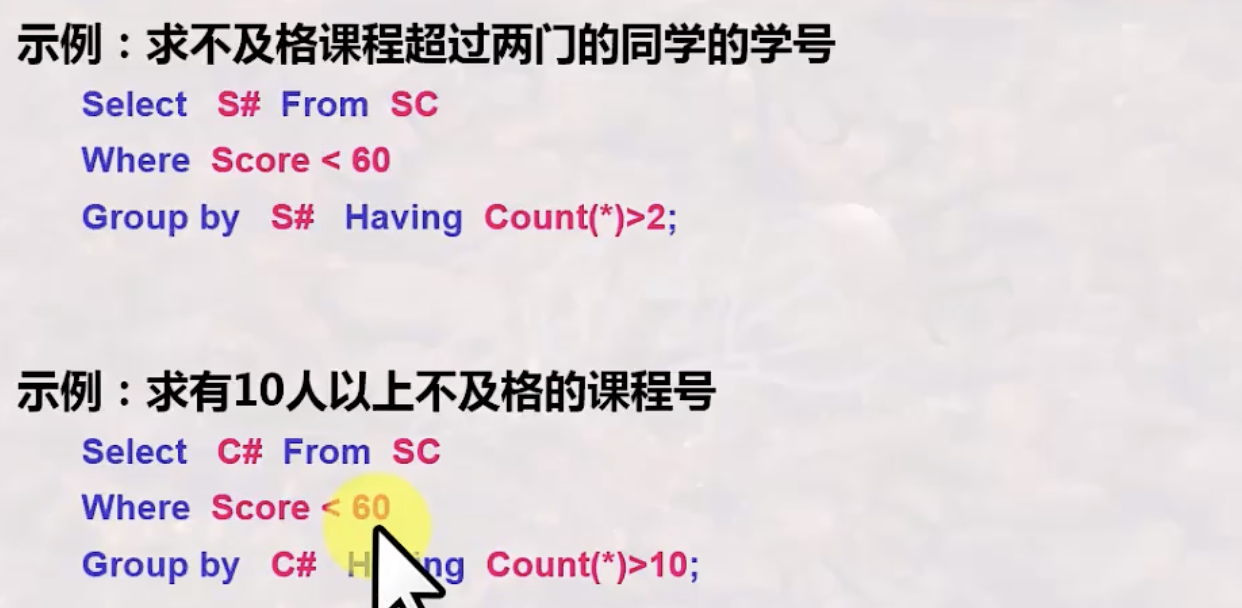 示例：求不及格课程超过两门的同学的学号
Select S# From SC
Where Score < 60
Group by S# Having Count(*)>2;
示例：求有10人以上不及格的课程号
Select C# From SC
Where Score < 60
Group by C# Having Count(*)>10;